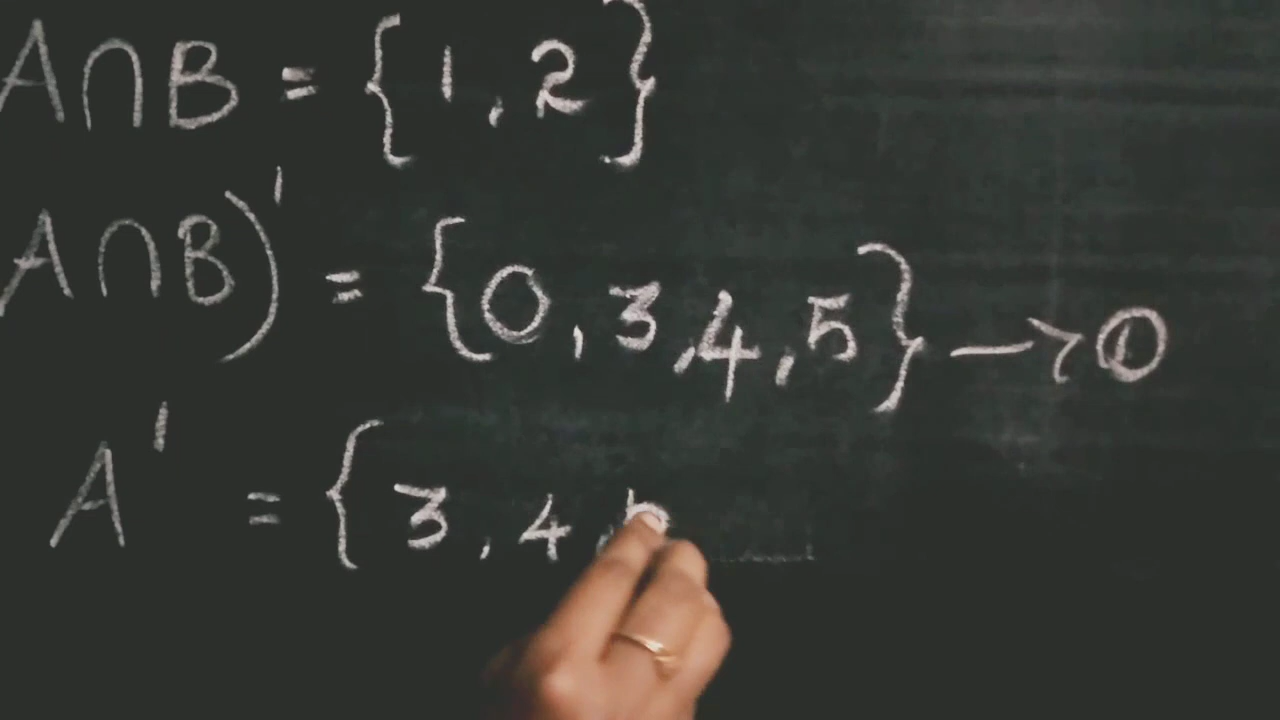 A∩B = {1, 2}
A∩B)' = {0, 3, 4, 5} → ①
A' = {3, 4